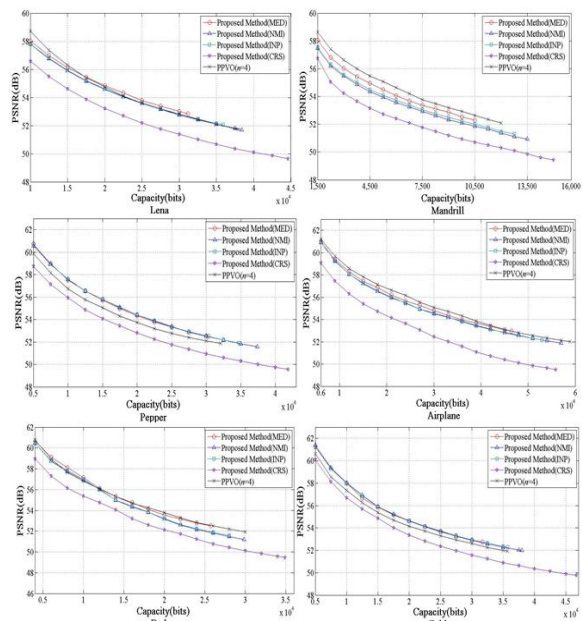 60
58
56
54
52
50
48
PSNR(dB)
Proposed Method(MED)
Proposed Method(NMI)
Proposed Method(INP)
Proposed Method(CRS)
PPVO(n=4)
1 1.5 2 2.5 3 3.5 4 4.5
x 10⁴
Capacity(bits)
Lena
60
58
56
54
52
50
48
PSNR(dB)
Proposed Method(MED)
Proposed Method(NMI)
Proposed Method(INP)
Proposed Method(CRS)
PPVO(n=4)
1,500 4,500 7,500 10,500 13,500 16,000
Capacity(bits)
Mandrill
62
60
58
56
54
52
50
48
PSNR(dB)
Proposed Method(MED)
Proposed Method(NMI)
Proposed Method(INP)
Proposed Method(CRS)
PPVO(n=4)
0.5 1 1.5 2 2.5 3 3.5 4
Capacity(bits)
Pepper
62
60
58
56
54
52
50
48
PSNR(dB)
Proposed Method(MED)
Proposed Method(NMI)
Proposed Method(INP)
Proposed Method(CRS)
PPVO(n=4)
1 2 3 4 5 6
Capacity(bits)
Airplane
62
60
58
56
54
52
50
48
46
PSNR(dB)
Proposed Method(MED)
Proposed Method(NMI)
Proposed Method(INP)
Proposed Method(CRS)
PPVO(n=4)
0.5 1 1.5 2 2.5 3 3.5 4
x 10⁴
Capacity(bits)
62
60
58
56
54
52
50
48
PSNR(dB)
Proposed Method(MED)
Proposed Method(NMI)
Proposed Method(INP)
Proposed Method(CRS)
PPVO(n=4)
0.5 1 1.5 2 2.5 3 3.5 4 4.5
x 10⁴
Capacity(bits)